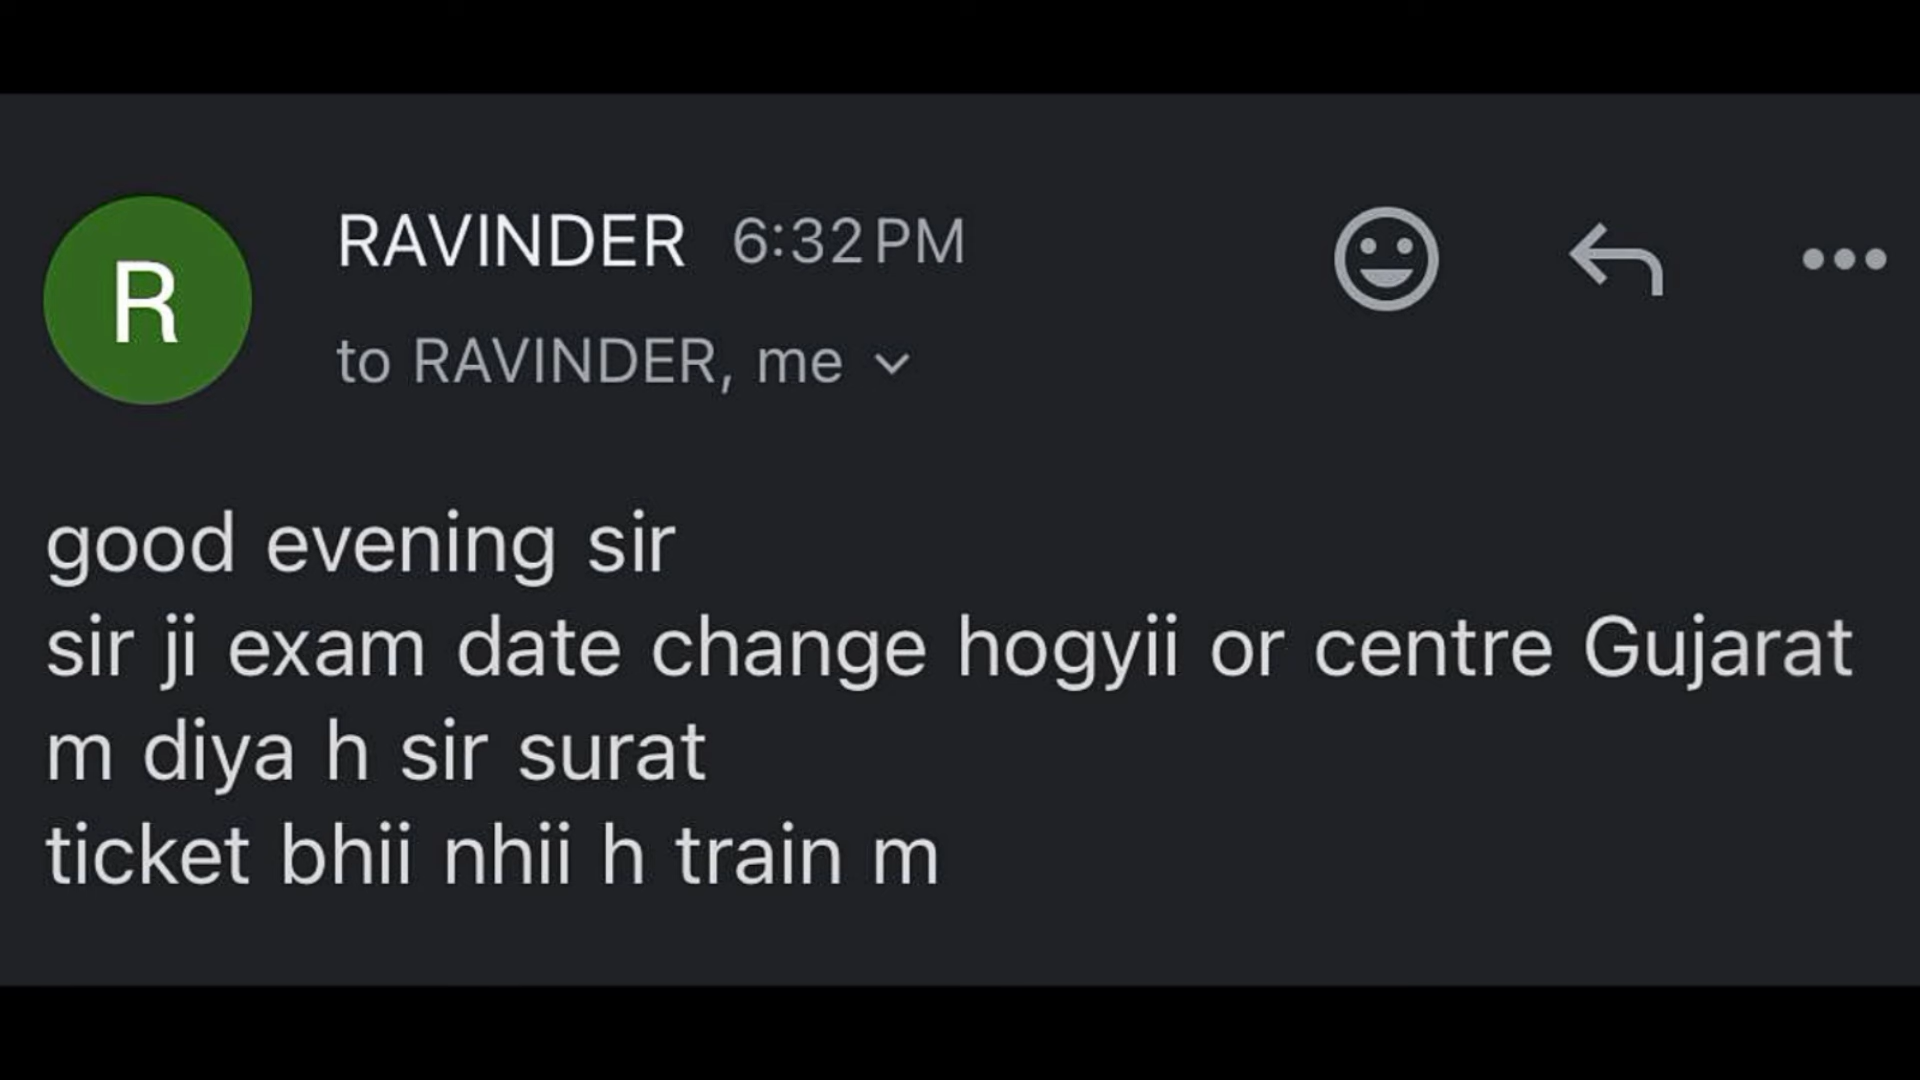 R
RAVINDER 6:32 PM
to RAVINDER, me
good evening sir
sir ji exam date change hogyii or centre Gujarat
m diya h sir surat
ticket bhii nhii h train m